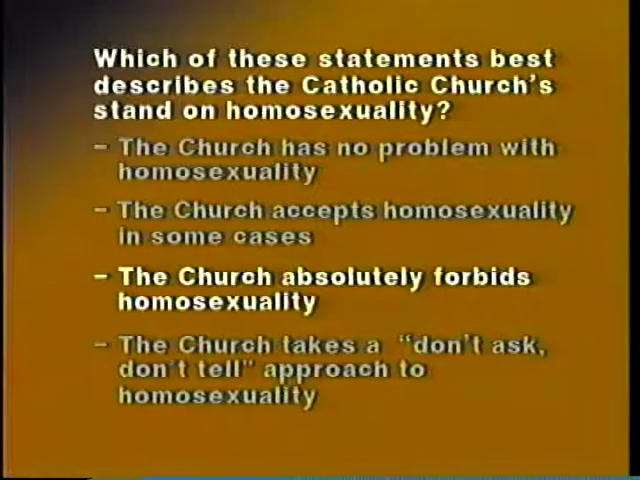 Which of these statements best
describes the Catholic Church's
stand on homosexuality?
– The Church has no problem with
homosexuality
– The Church accepts homosexuality
in some cases
– The Church absolutely forbids
homosexuality
– The Church takes a "don't ask,
don't tell" approach to
homosexuality